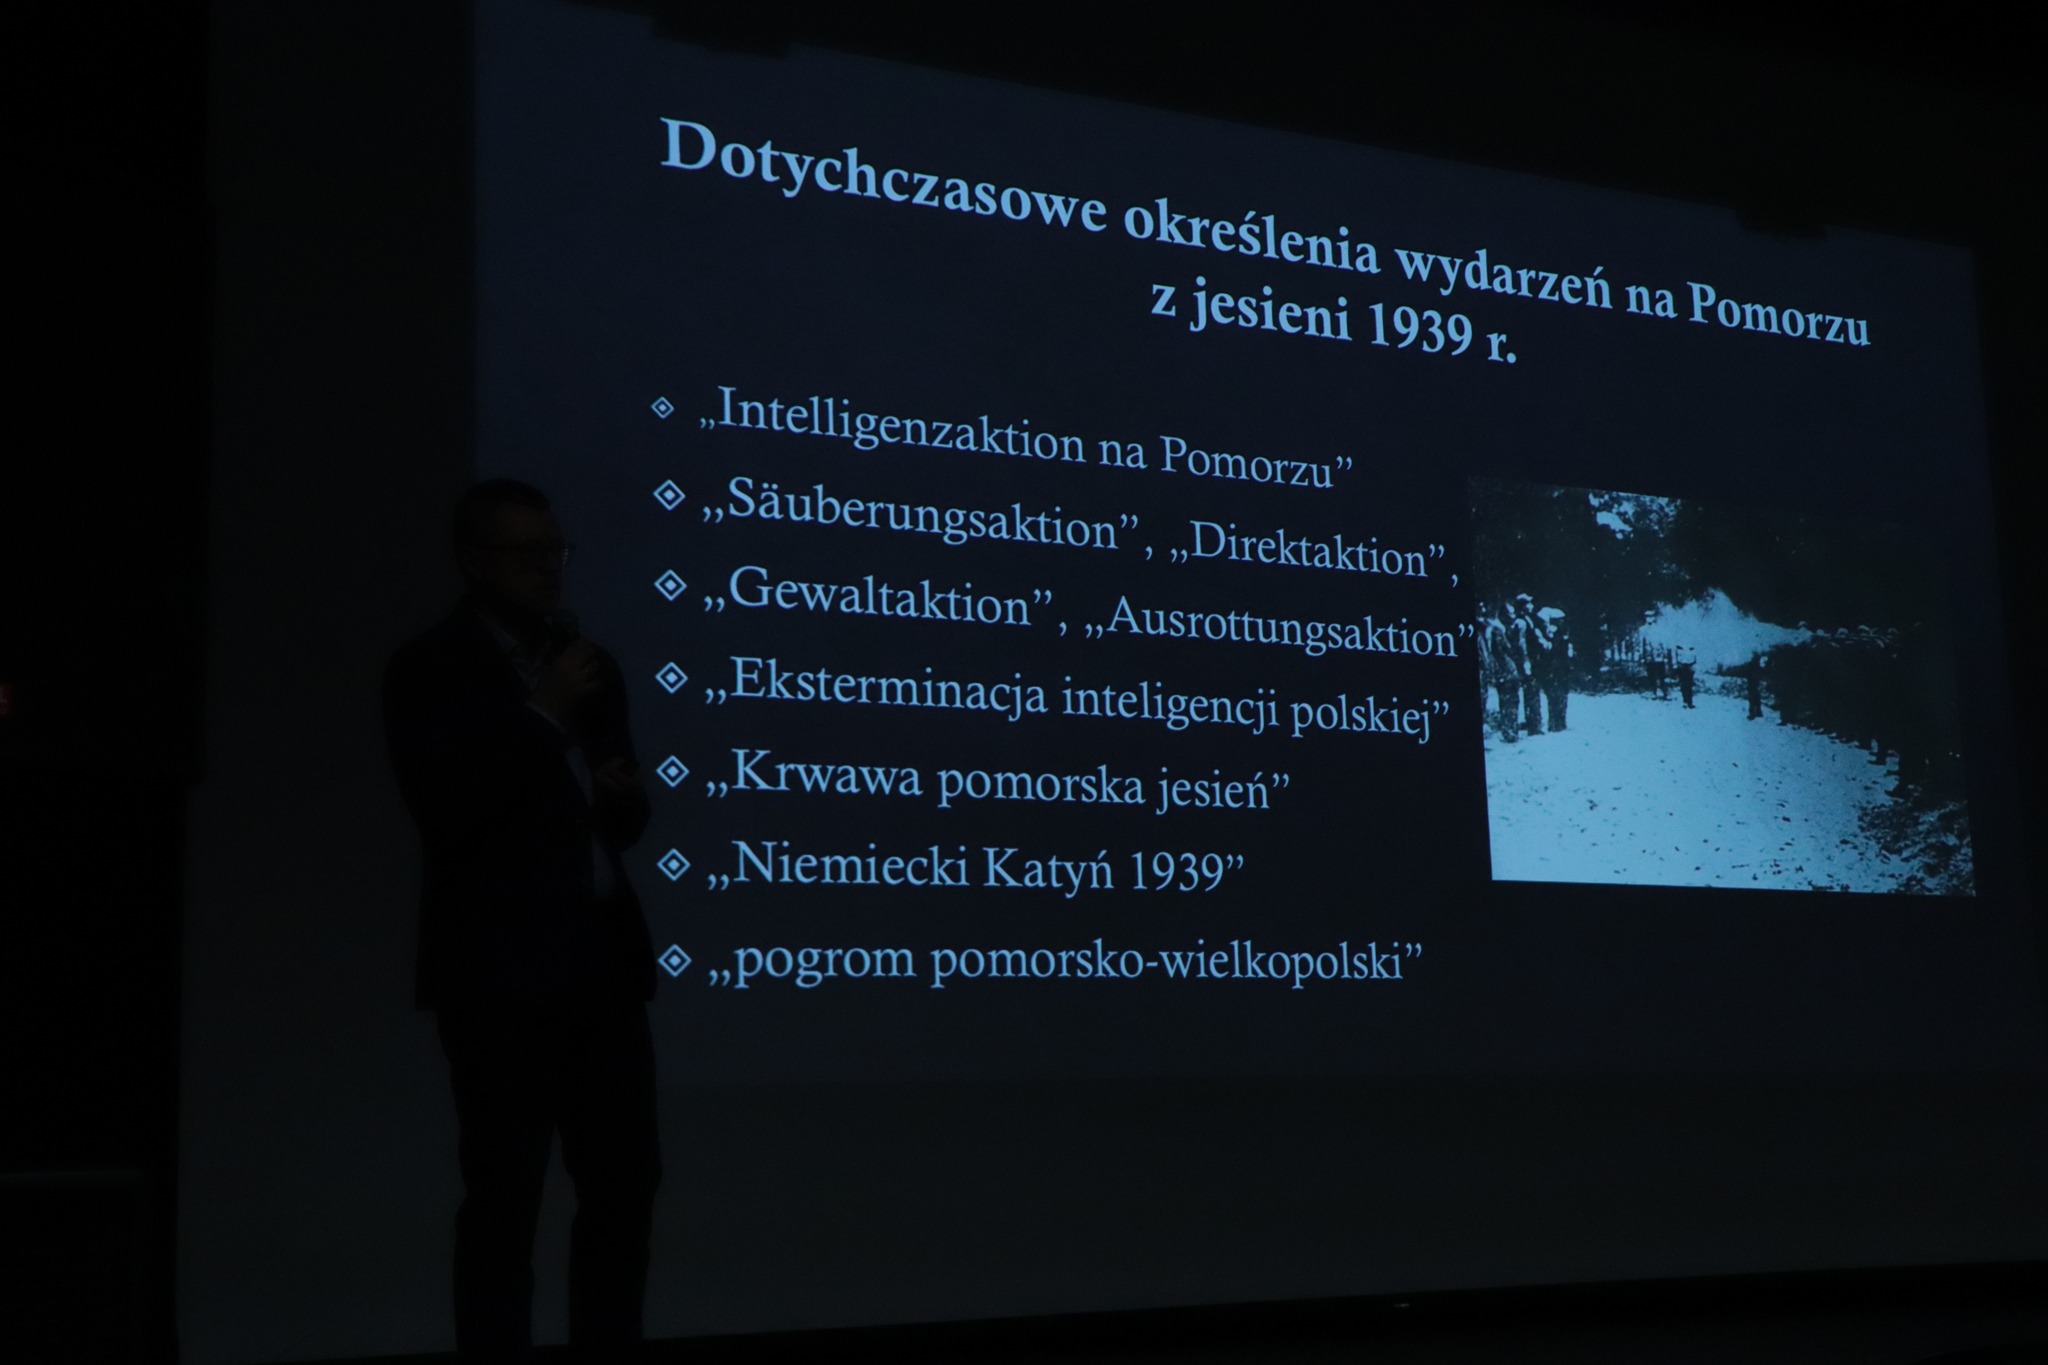 Dotychczasowe określenia wydarzeń na Pomorzu
z jesieni 1939 r.
„Intelligenzaktion na Pomorzu”
„Säuberungsaktion”, „Direktaktion”,
„Gewaltaktion”, „Ausrottungsaktion”
„Eksterminacja inteligencji polskiej”
„Krwawa pomorska jesień”
„Niemiecki Katyń 1939”
„pogrom pomorsko-wielkopolski”